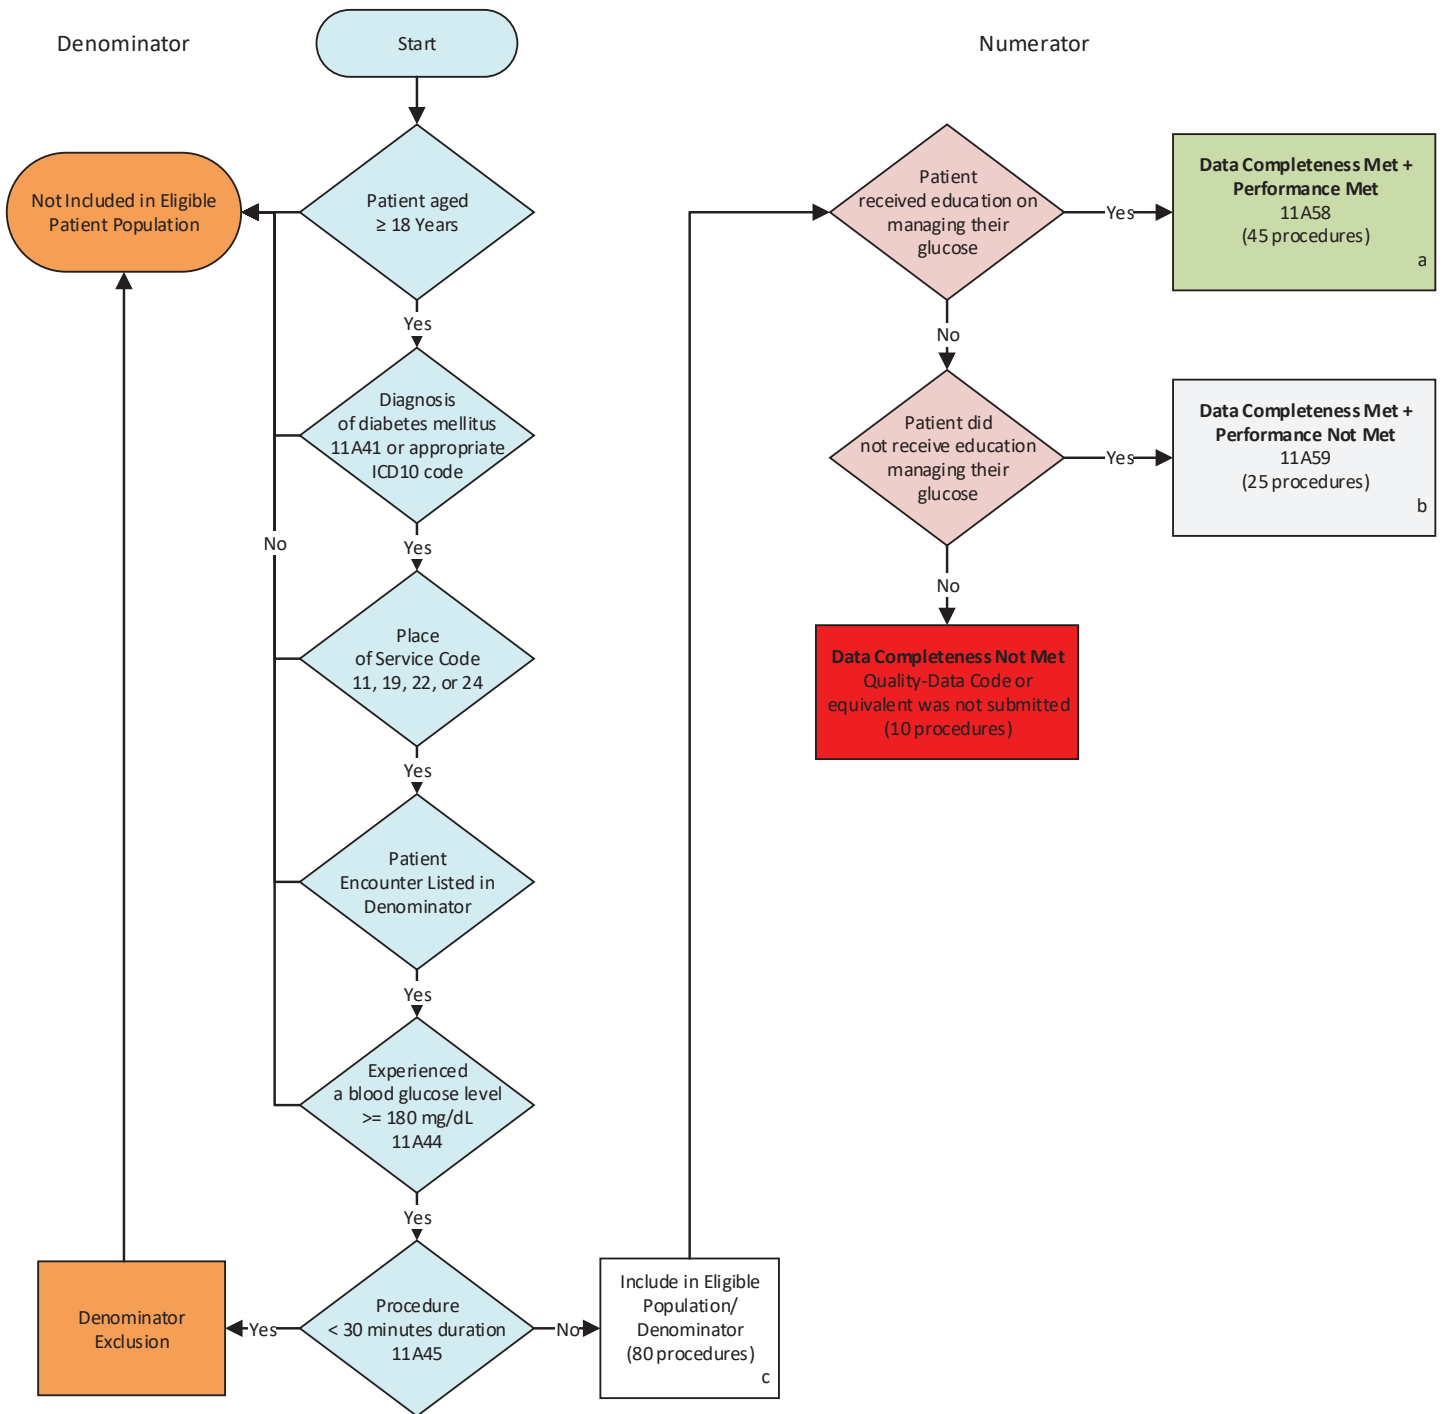 Denominator
Start
Numerator
Patient aged
≥ 18 Years
Not Included in Eligible
Patient Population
Yes
Diagnosis
of diabetes mellitus
11A41 or appropriate
ICD10 code
No
Yes
Place
of Service Code
11, 19, 22, or 24
Yes
Patient
Encounter Listed in
Denominator
Yes
Experienced
a blood glucose level
>= 180 mg/dL
11A44
Yes
Procedure
< 30 minutes duration
11A45
Yes
Denominator
Exclusion
No
Include in Eligible
Population/
Denominator
(80 procedures)
c
Patient
received education on
managing their
glucose
Yes
Data Completeness Met +
Performance Met
11A58
(45 procedures)
a
No
Patient did
not receive education
managing their
glucose
Yes
Data Completeness Met +
Performance Not Met
11A59
(25 procedures)
b
No
Data Completeness Not Met
Quality-Data Code or
equivalent was not submitted
(10 procedures)